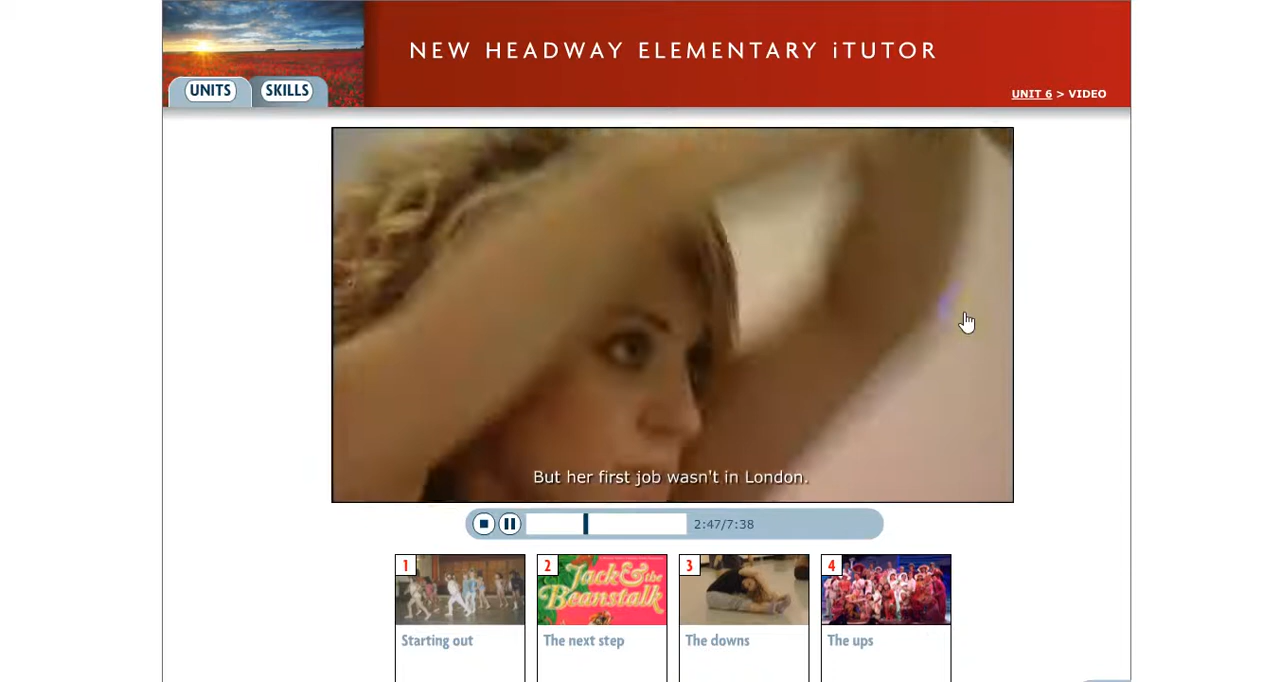 NEW HEADWAY ELEMENTARY iTUTOR
UNITS
SKILLS
UNIT 6 > VIDEO
But her first job wasn't in London.
2:47/7:38
1
2
3
4
Jack & the
Beanstalk
Starting out
The next step
The downs
The ups